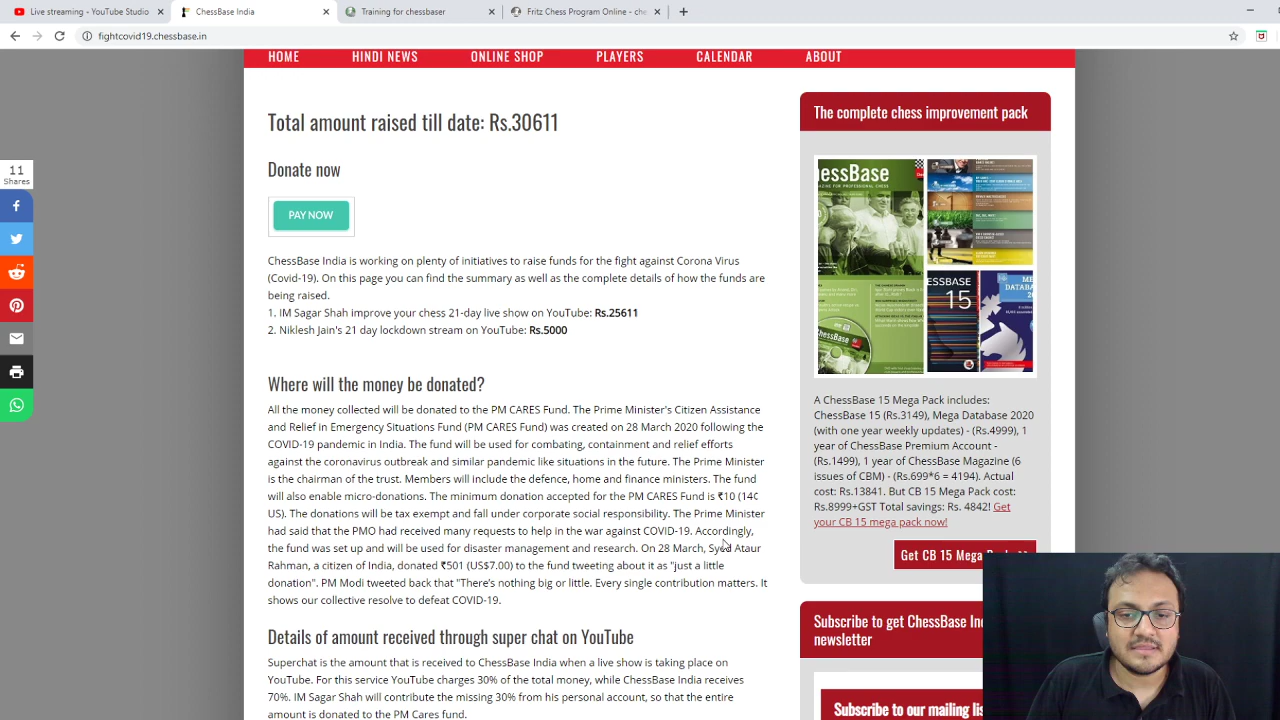 Live streaming - YouTube Studio
ChessBase India
Training for chessbaser
Fritz Chess Program Online - che
fightcovid19.chessbase.in
HOME
HINDI NEWS
ONLINE SHOP
PLAYERS
CALENDAR
ABOUT
11
Shares
Total amount raised till date: Rs.30611
Donate now
PAY NOW
ChessBase India is working on plenty of initiatives to raise funds for the fight against Corona Virus
(Covid-19). On this page you can find the summary as well as the complete details of how the funds are
being raised.
1. IM Sagar Shah improve your chess 21-day live show on YouTube: Rs.25611
2. Niklesh Jain's 21 day lockdown stream on YouTube: Rs.5000
Where will the money be donated?
All the money collected will be donated to the PM CARES Fund. The Prime Minister's Citizen Assistance
and Relief in Emergency Situations Fund (PM CARES Fund) was created on 28 March 2020 following the
COVID-19 pandemic in India. The fund will be used for combating, containment and relief efforts
against the coronavirus outbreak and similar pandemic like situations in the future. The Prime Minister
is the chairman of the trust. Members will include the defence, home and finance ministers. The fund
will also enable micro-donations. The minimum donation accepted for the PM CARES Fund is ₹10 (14¢
US). The donations will be tax exempt and fall under corporate social responsibility. The Prime Minister
had said that the PMO had received many requests to help in the war against COVID-19. Accordingly,
the fund was set up and will be used for disaster management and research. On 28 March, Syed Ataur
Rahman, a citizen of India, donated ₹501 (US$7.00) to the fund tweeting about it as "just a little
donation". PM Modi tweeted back that "There's nothing big or little. Every single contribution matters. It
shows our collective resolve to defeat COVID-19.
Details of amount received through super chat on YouTube
Superchat is the amount that is received to ChessBase India when a live show is taking place on
YouTube. For this service YouTube charges 30% of the total money, while ChessBase India receives
70%. IM Sagar Shah will contribute the missing 30% from his personal account, so that the entire
amount is donated to the PM Cares fund.
The complete chess improvement pack
hessBase
AGAZINE FOR PROFESSIONAL CHESS
ESSBASE
15
A ChessBase 15 Mega Pack includes:
ChessBase 15 (Rs.3149), Mega Database 2020
(with one year weekly updates) - (Rs.4999), 1
year of ChessBase Premium Account -
(Rs.1499), 1 year of ChessBase Magazine (6
issues of CBM) - (Rs.699*6 = 4194). Actual
cost: Rs.13841. But CB 15 Mega Pack cost:
Rs.8999+GST Total savings: Rs. 4842! Get
your CB 15 mega pack now!
Get CB 15 Mega
Subscribe to get ChessBase
newsletter
Subscribe to our mailing